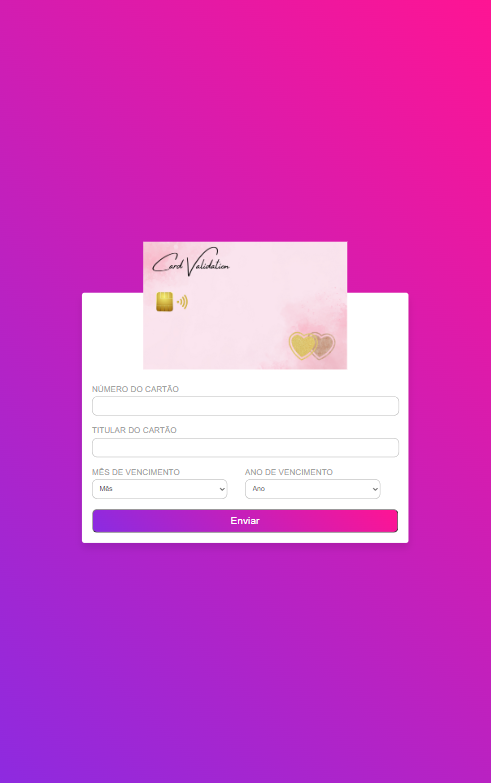 Card Validation
NÚMERO DO CARTÃO
TITULAR DO CARTÃO
MÊS DE VENCIMENTO
ANO DE VENCIMENTO
Mês
Ano
Enviar